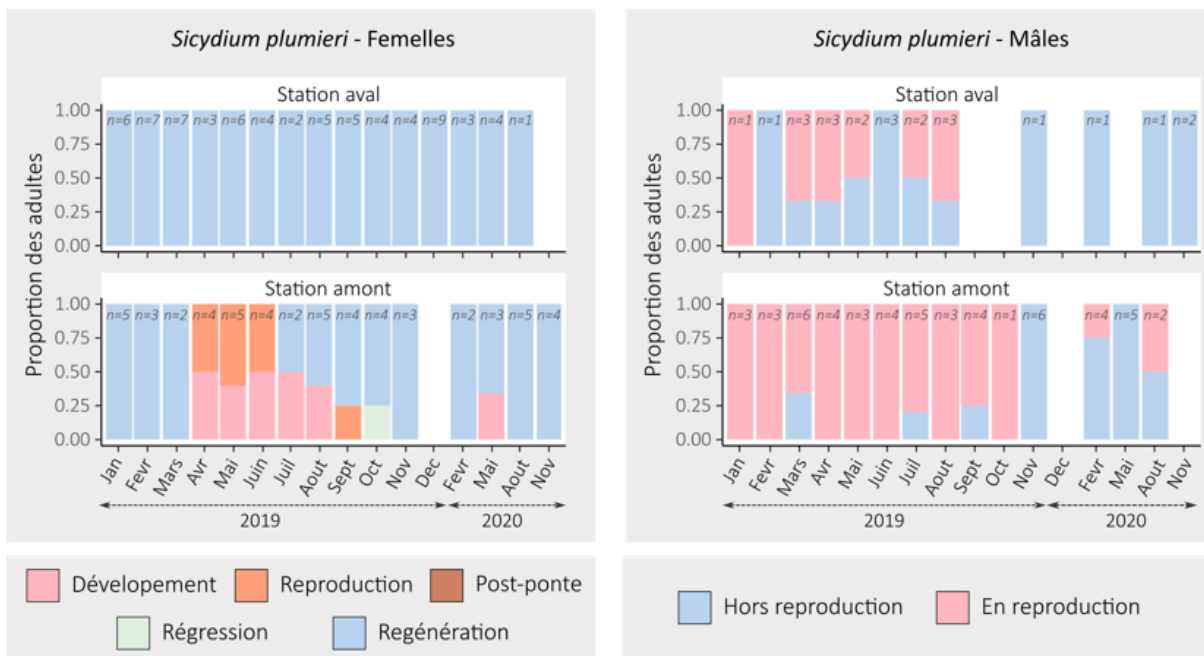 Sicydium plumieri - Femelles
Proportion des adultes
Station aval
1.00
0.75
0.50
0.25
0.00
n=6 n=7 n=7 n=3 n=6 n=4 n=2 n=5 n=5 n=4 n=4 n=9 n=3 n=4 n=1
Station amont
1.00
0.75
0.50
0.25
0.00
n=5 n=3 n=2 n=4 n=5 n=4 n=2 n=5 n=4 n=4 n=3 n=2 n=3 n=5 n=4
Jan Fevr Mars Avr Mai Juin Juil Aout Sept Oct Nov Dec Fevr Mai Aout Nov
2019 2020
Sicydium plumieri - Mâles
Proportion des adultes
Station aval
1.00
0.75
0.50
0.25
0.00
n=1 n=1 n=3 n=3 n=2 n=3 n=2 n=3 n=1 n=1 n=1 n=2
Station amont
1.00
0.75
0.50
0.25
0.00
n=3 n=3 n=6 n=4 n=3 n=4 n=5 n=3 n=4 n=1 n=6 n=4 n=5 n=2
Jan Fevr Mars Avr Mai Juin Juil Aout Sept Oct Nov Dec Fevr Mai Aout Nov
2019 2020
Dévelopement Reproduction Post-ponte
Régression Regénération
Hors reproduction En reproduction